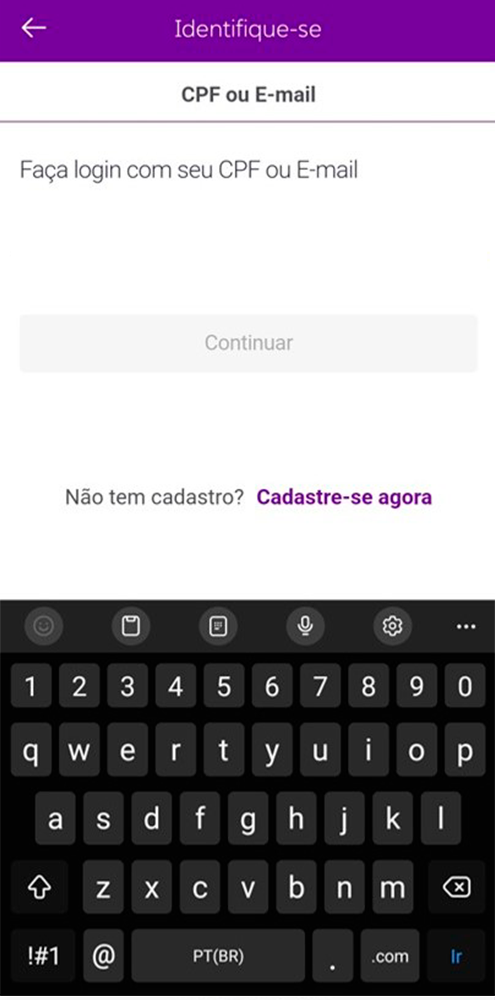 Identifique-se
CPF ou E-mail
Faça login com seu CPF ou E-mail
Continuar
Não tem cadastro? Cadastre-se agora
1 2 3 4 5 6 7 8 9 0
q w e r t y u i o p
a s d f g h j k l
z x c v b n m
!#1 @ PT(BR) . .com Ir